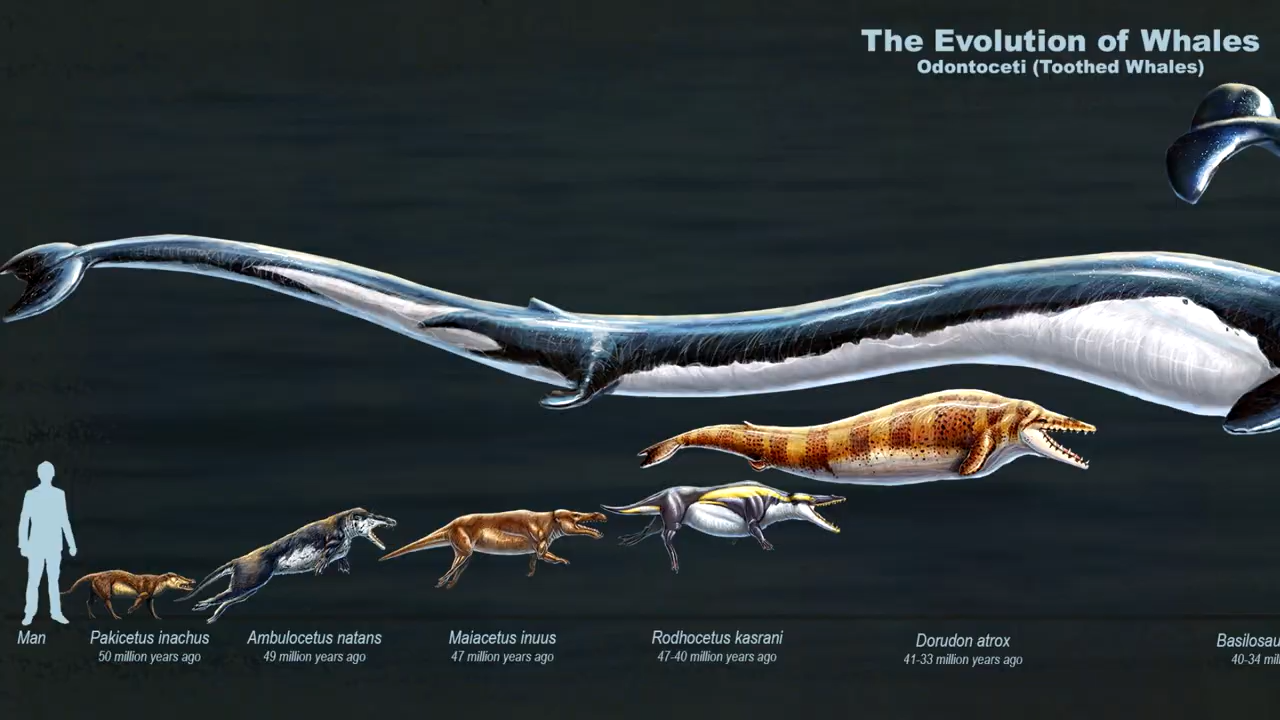 The Evolution of Whales
Odontoceti (Toothed Whales)
Man
Pakicetus inachus
50 million years ago
Ambulocetus natans
49 million years ago
Maiacetus inuus
47 million years ago
Rodhocetus kasrani
47-40 million years ago
Dorudon atrox
41-33 million years ago
Basilosau
40-34 mil